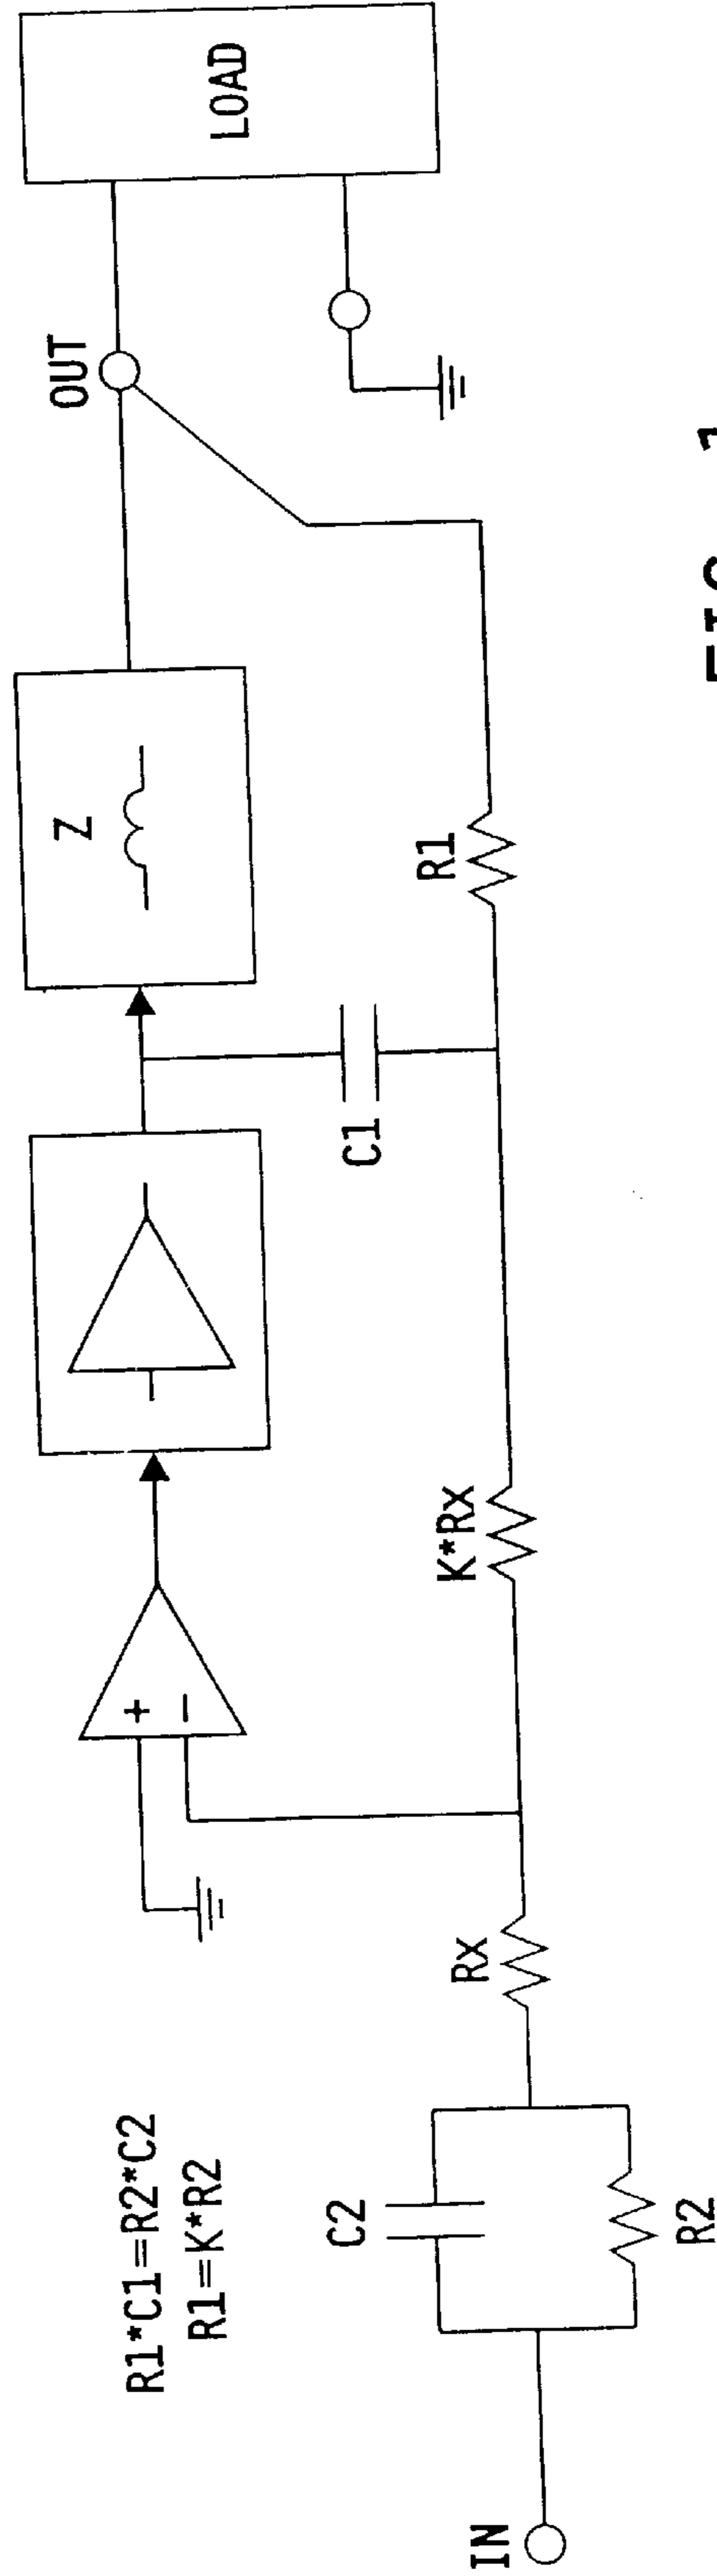 R1*C1=R2*C2
R1=K*R2
IN
C2
R2
Rx
+
−
K*Rx
C1
R1
Z
OUT
LOAD